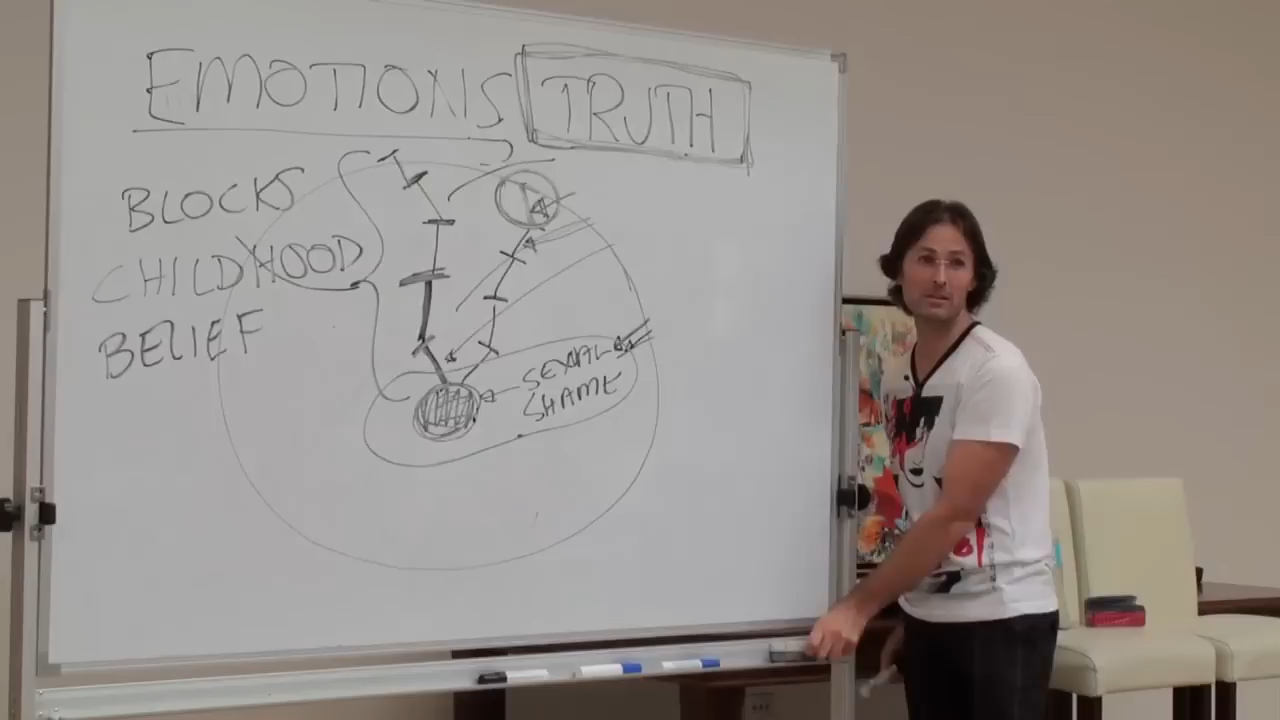 EMOTIONS TRUTH
BLOCKS
CHILDHOOD
BELIEF
SEXUAL
SHAME